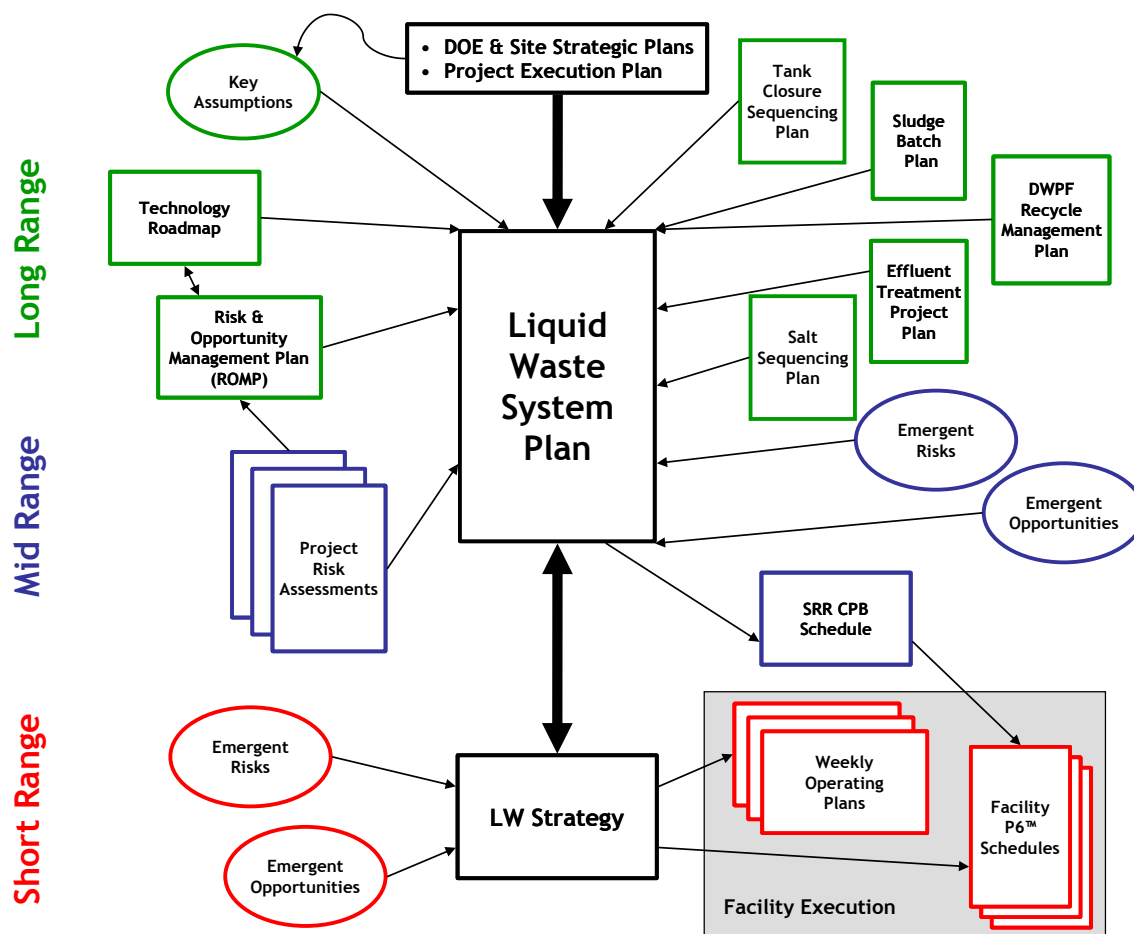 • DOE & Site Strategic Plans
• Project Execution Plan
Key
Assumptions
Tank
Closure
Sequencing
Plan
Sludge
Batch
Plan
DWPF
Recycle
Management
Plan
Long Range
Technology
Roadmap
Risk &
Opportunity
Management Plan
(ROMP)
Liquid
Waste
System
Plan
Effluent
Treatment
Project
Plan
Salt
Sequencing
Plan
Mid Range
Emergent
Risks
Emergent
Opportunities
Project
Risk
Assessments
SRR CPB
Schedule
Short Range
Emergent
Risks
Emergent
Opportunities
LW Strategy
Weekly
Operating
Plans
Facility
P6™
Schedules
Facility Execution